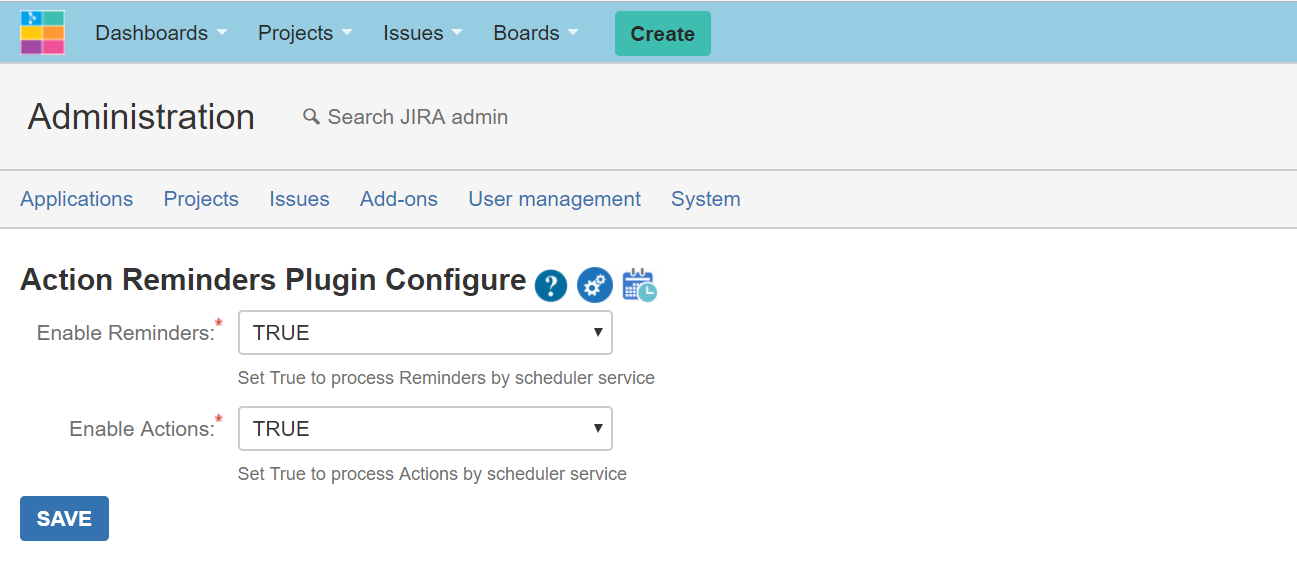 Dashboards Projects Issues Boards Create
Administration Search JIRA admin
Applications Projects Issues Add-ons User management System
Action Reminders Plugin Configure ?
Enable Reminders:* TRUE
Set True to process Reminders by scheduler service
Enable Actions:* TRUE
Set True to process Actions by scheduler service
SAVE